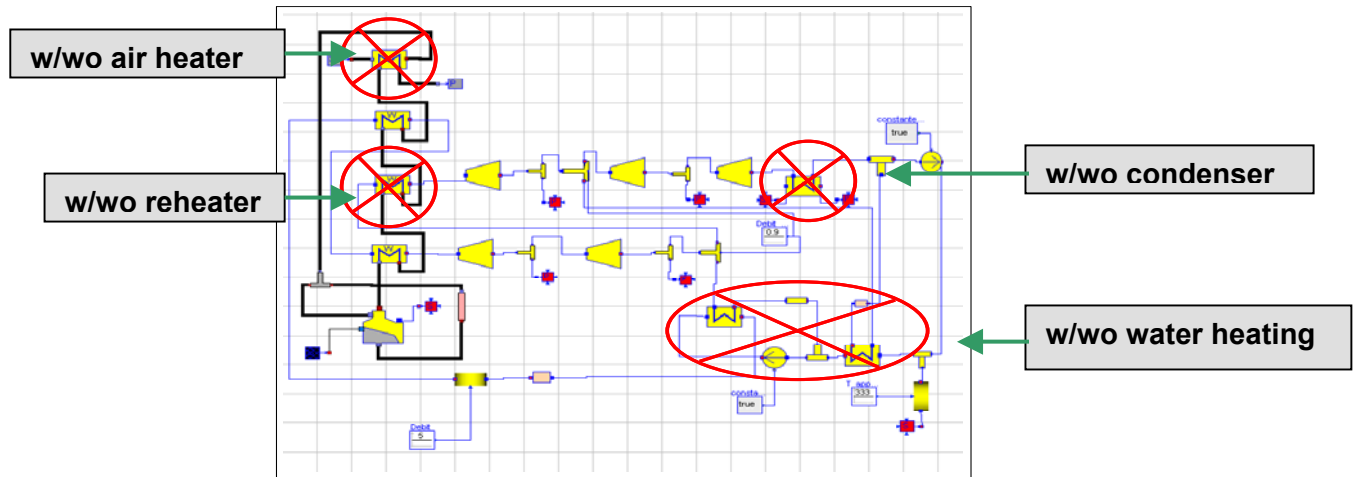 w/wo air heater
P
W
constante...
true
w/wo condenser
w/wo reheater
Debit
0.9
W
w/wo water heating
T_app
333
consta...
true
Debit
5